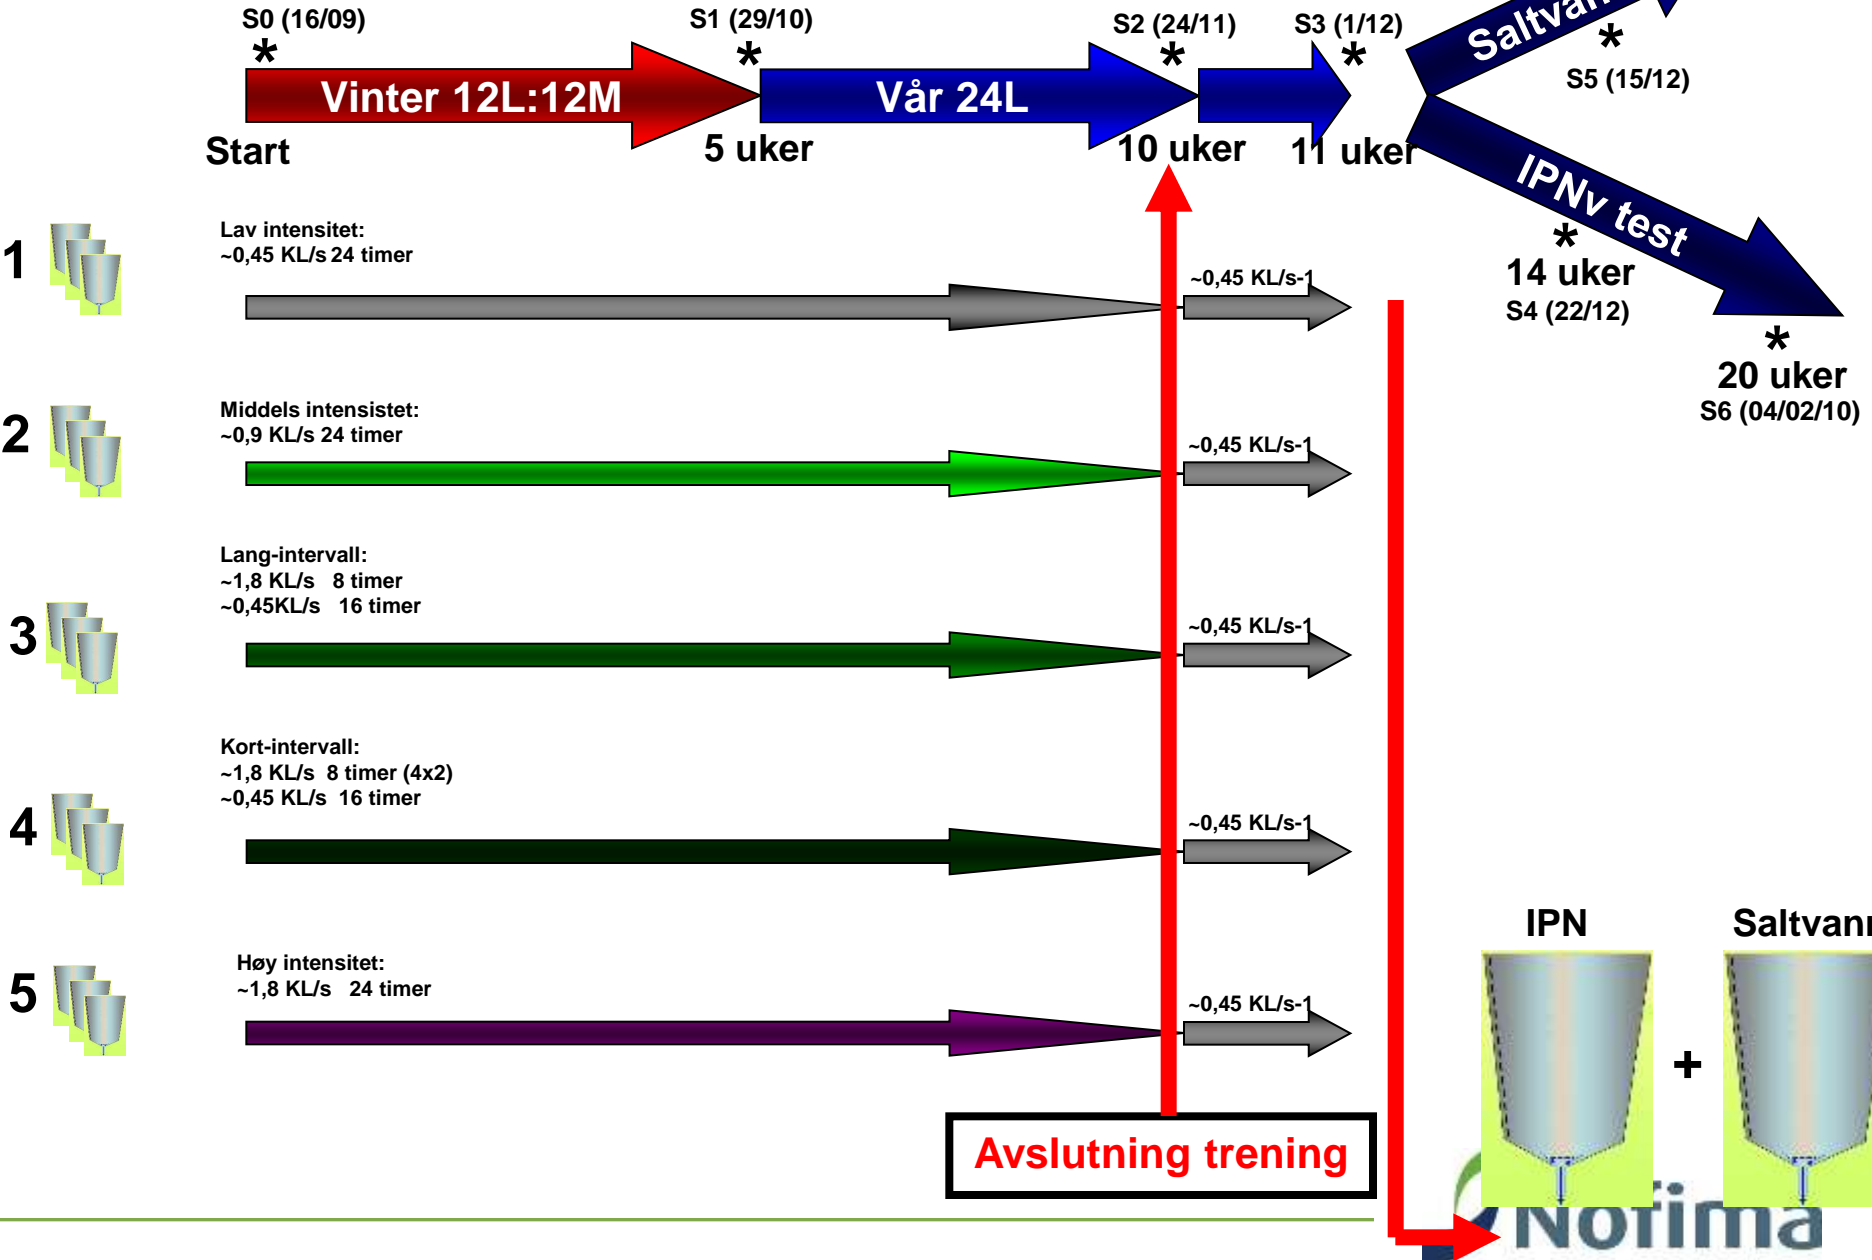 S0 (16/09)
S1 (29/10)
S2 (24/11)
S3 (1/12)
*
*
*
*
*
S5 (15/12)
Vinter 12L:12M
Vår 24L
Start
5 uker
10 uker
11 uker
IPNv test
*
14 uker
S4 (22/12)
*
20 uker
S6 (04/02/10)
1
Lav intensitet:
~0,45 KL/s 24 timer
~0,45 KL/s-1
2
Middels intensistet:
~0,9 KL/s 24 timer
~0,45 KL/s-1
3
Lang-intervall:
~1,8 KL/s 8 timer
~0,45KL/s 16 timer
~0,45 KL/s-1
4
Kort-intervall:
~1,8 KL/s 8 timer (4x2)
~0,45 KL/s 16 timer
~0,45 KL/s-1
5
Høy intensitet:
~1,8 KL/s 24 timer
~0,45 KL/s-1
IPN
+
Avslutning trening
Nofima